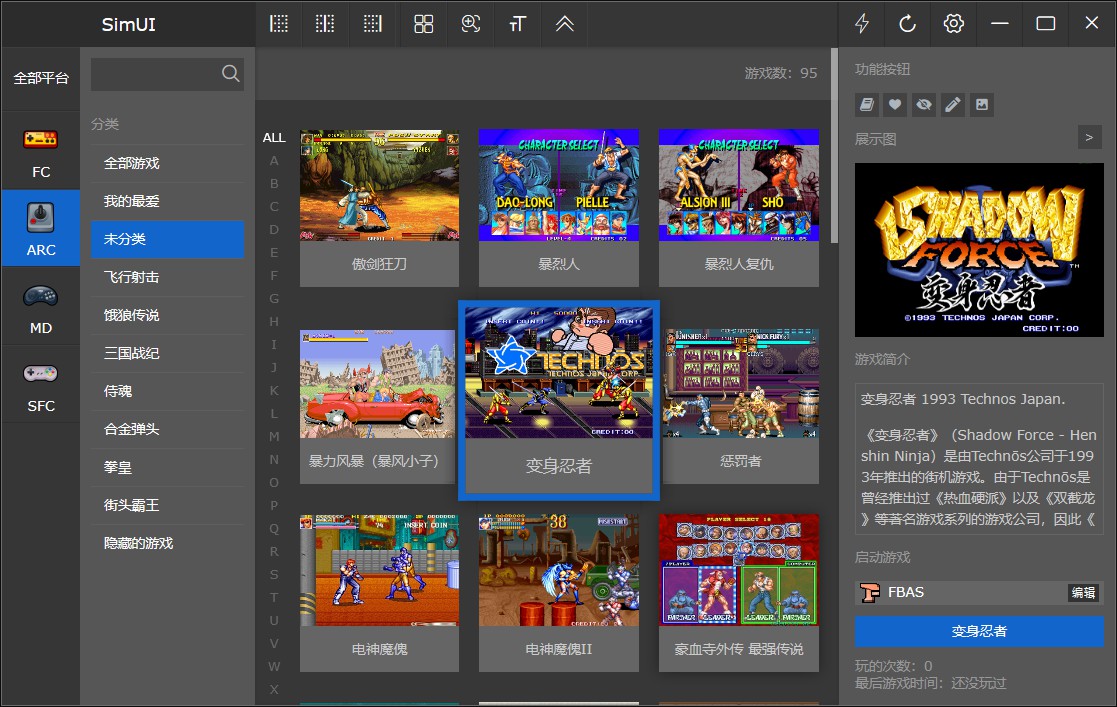 SimUI
全部平台
FC
ARC
MD
SFC
分类
全部游戏
我的最爱
未分类
飞行射击
饿狼传说
三国战纪
侍魂
合金弹头
拳皇
街头霸王
隐藏的游戏
游戏数：95
ALL
A
B
C
D
E
F
G
H
I
J
K
L
M
N
O
P
Q
R
S
T
U
V
W
X
傲剑狂刀
CHARACTER SELECT
DAO-LONG
PIELLE
LEVEL-4
CREDITS 02
暴烈人
CHARACTER SELECT
ALSION III
SHO
CREDITS 05
暴烈人复仇
暴力风暴（暴风小子）
INSERT COIN!!
TECHNOS
TECHNOS JAPAN CORP.
CREDIT:00
变身忍者
惩罚者
INSERT COIN
电神魔傀
38
电神魔傀II
PLAYER SELECT 16
豪血寺外传 最强传说
功能按钮
展示图
>
SHADOW
FORCE
TM
変身忍者
©1993 TECHNOS JAPAN CORP.
CREDIT:00
游戏简介
变身忍者 1993 Technos Japan.
《变身忍者》（Shadow Force - Hen
shin Ninja）是由Technōs公司于199
3年推出的街机游戏。由于Technōs是
曾经推出过《热血硬派》以及《双截龙
》等著名游戏系列的游戏公司，因此《
启动游戏
FBAS
编辑
变身忍者
玩的次数：0
最后游戏时间：还没玩过